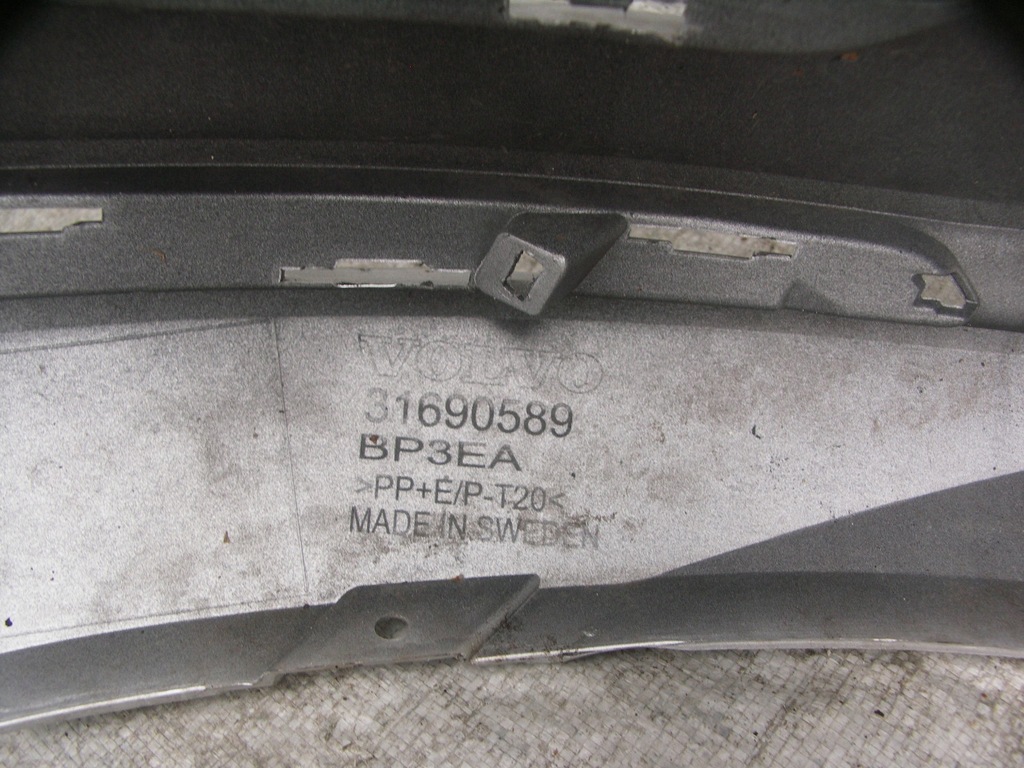 VOLVO
31690589
BP3EA
>PP+E/P-T20<
MADE IN SWEDEN